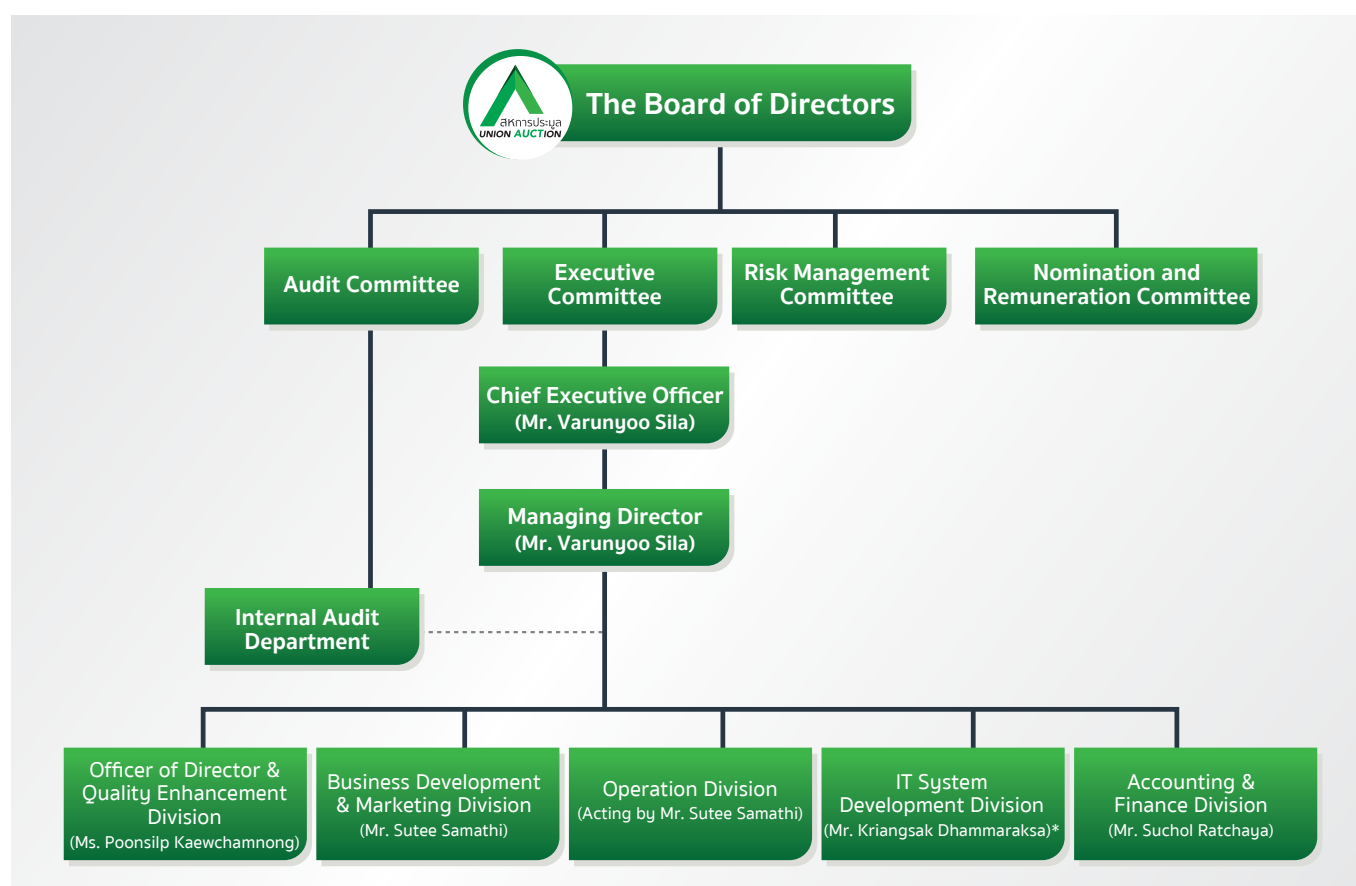 สหการประมูล
UNION AUCTION
The Board of Directors
Audit Committee
Executive
Committee
Risk Management
Committee
Nomination and
Remuneration Committee
Chief Executive Officer
(Mr. Varunyoo Sila)
Managing Director
(Mr. Varunyoo Sila)
Internal Audit
Department
Officer of Director &
Quality Enhancement
Division
(Ms. Poonsilp Kaewchamnong)
Business Development
& Marketing Division
(Mr. Sutee Samathi)
Operation Division
(Acting by Mr. Sutee Samathi)
IT System
Development Division
(Mr. Kriangsak Dhammaraksa)*
Accounting &
Finance Division
(Mr. Suchol Ratchaya)